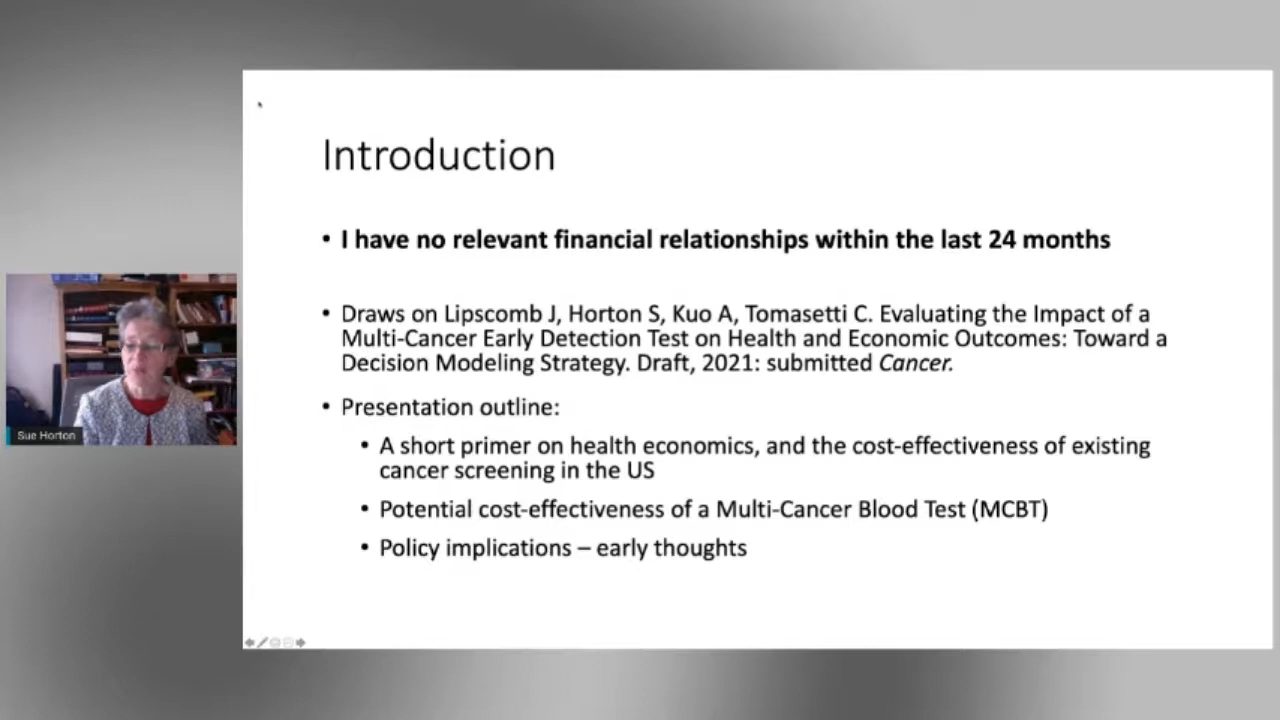 Introduction
• I have no relevant financial relationships within the last 24 months
• Draws on Lipscomb J, Horton S, Kuo A, Tomasetti C. Evaluating the Impact of a
Multi-Cancer Early Detection Test on Health and Economic Outcomes: Toward a
Decision Modeling Strategy. Draft, 2021: submitted Cancer.
• Presentation outline:
• A short primer on health economics, and the cost-effectiveness of existing
cancer screening in the US
• Potential cost-effectiveness of a Multi-Cancer Blood Test (MCBT)
• Policy implications – early thoughts
Sue Horton